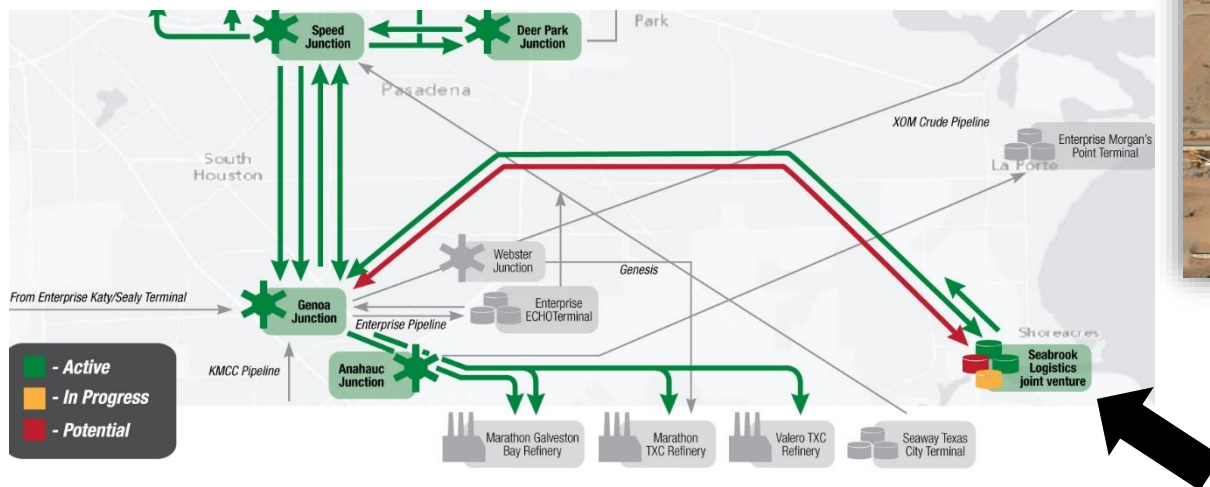 Speed
Junction
Deer Park
Junction
Park
Pasadena
XOM Crude Pipeline
Enterprise Morgan's
Point Terminal
La Porte
South
Houston
Webster
Junction
Genesis
From Enterprise Katy/Sealy Terminal
Genoa
Junction
Enterprise
ECHOTerminal
Enterprise Pipeline
Shoreacres
Seabrook
Logistics
joint venture
- Active
- In Progress
- Potential
KMCC Pipeline
Anahauc
Junction
Marathon Galveston
Bay Refinery
Marathon
TXC Refinery
Valero TXC
Refinery
Seaway Texas
City Terminal